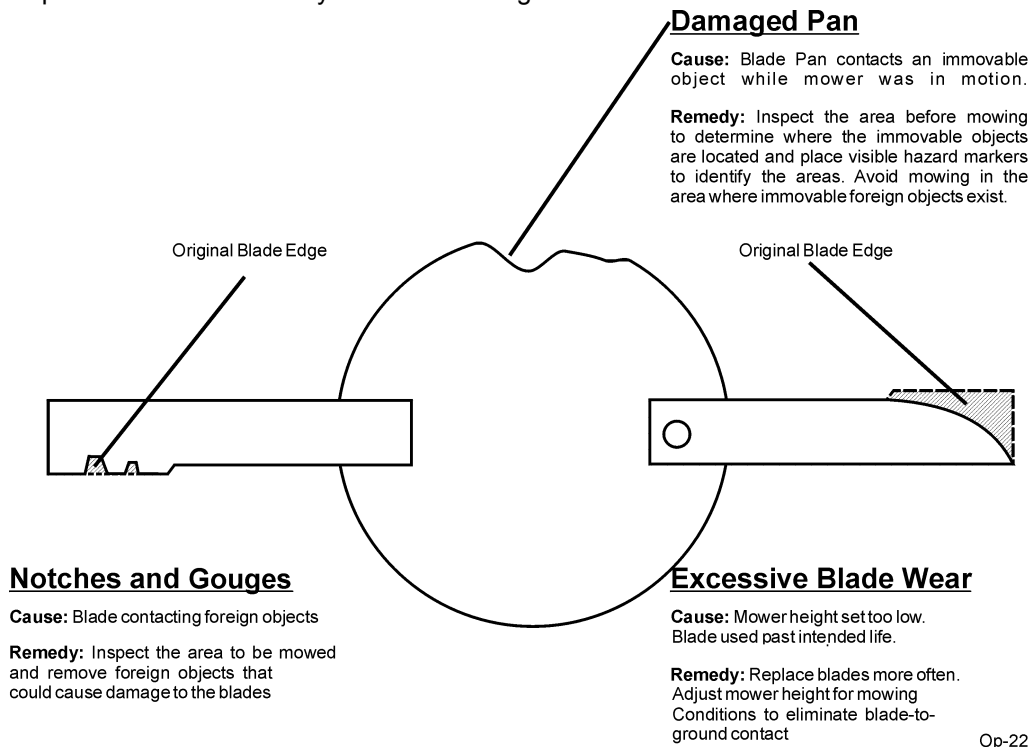 Damaged Pan
Cause: Blade Pan contacts an immovable
object while mower was in motion.
Remedy: Inspect the area before mowing
to determine where the immovable objects
are located and place visible hazard markers
to identify the areas. Avoid mowing in the
area where immovable foreign objects exist.
Original Blade Edge
Original Blade Edge
Notches and Gouges
Cause: Blade contacting foreign objects
Remedy: Inspect the area to be mowed
and remove foreign objects that
could cause damage to the blades
Excessive Blade Wear
Cause: Mower height set too low.
Blade used past intended life.
Remedy: Replace blades more often.
Adjust mower height for mowing
Conditions to eliminate blade-to-
ground contact
Op-22